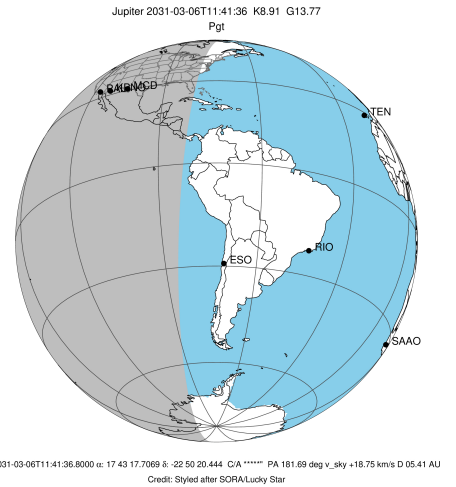 Jupiter 2031-03-06T11:41:36 K8.91 G13.77
Pgt
MCD
TEN
RIO
ESO
SAAO
031-03-06T11:41:36.8000 α: 17 43 17.7069 δ: -22 50 20.444 C/A *****" PA 181.69 deg v_sky +18.75 km/s D 05.41 AU
Credit: Styled after SORA/Lucky Star